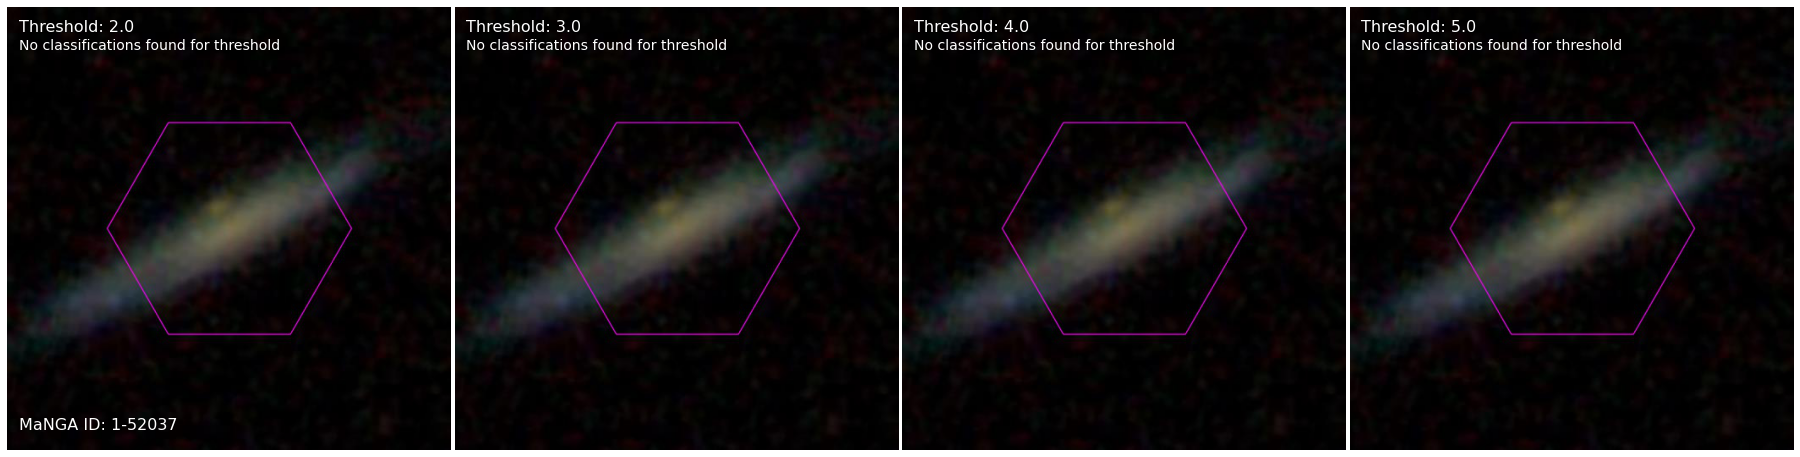 Threshold: 2.0
No classifications found for threshold
MaNGA ID: 1-52037
Threshold: 3.0
No classifications found for threshold
Threshold: 4.0
No classifications found for threshold
Threshold: 5.0
No classifications found for threshold